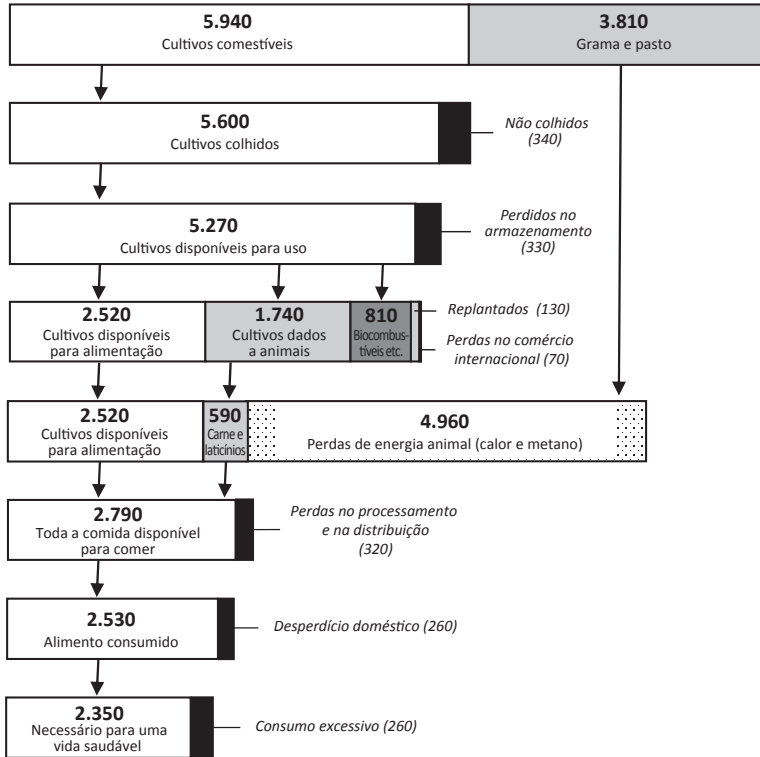 5.940
Cultivos comestíveis
3.810
Grama e pasto
5.600
Cultivos colhidos
Não colhidos
(340)
5.270
Cultivos disponíveis para uso
Perdidos no
armazenamento
(330)
2.520
Cultivos disponíveis
para alimentação
1.740
Cultivos dados
a animais
810
Biocombus-
tíveis etc.
Replantados (130)
Perdas no comércio
internacional (70)
2.520
Cultivos disponíveis
para alimentação
590
Carne e
laticínios
4.960
Perdas de energia animal (calor e metano)
2.790
Toda a comida disponível
para comer
Perdas no processamento
e na distribuição
(320)
2.530
Alimento consumido
Desperdício doméstico (260)
2.350
Necessário para uma
vida saudável
Consumo excessivo (260)